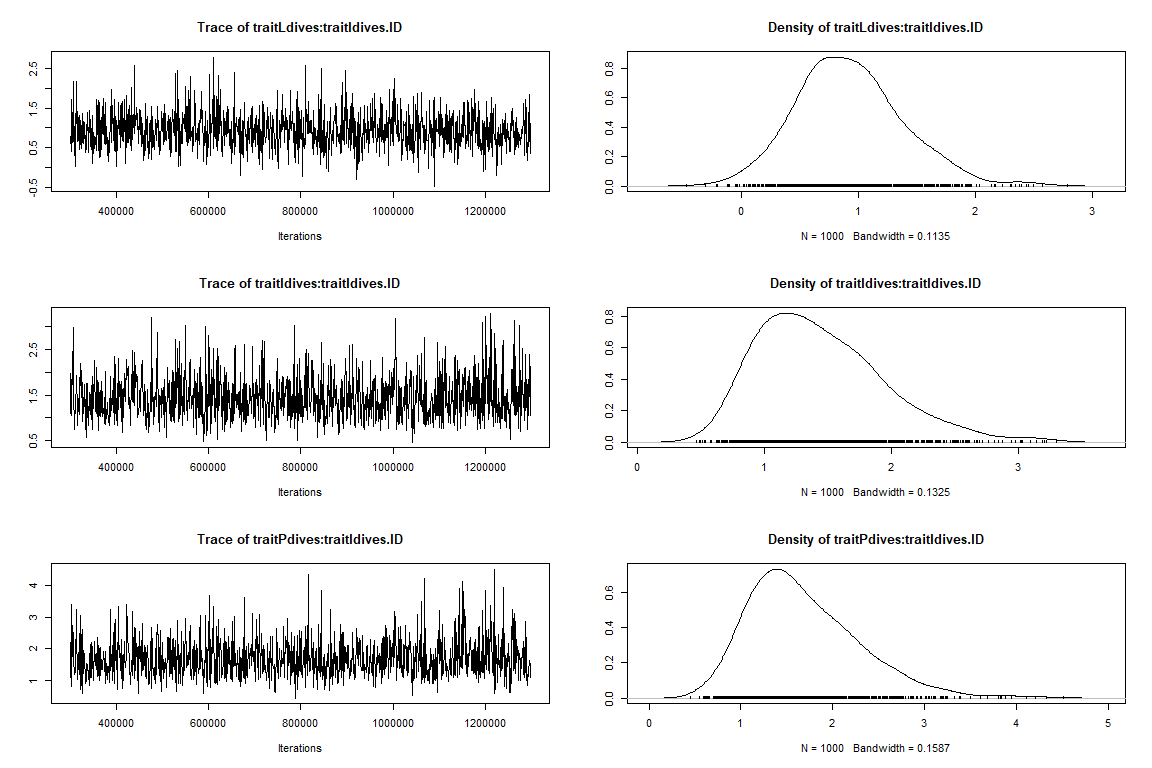 Trace of traitLdives:traitIdives.ID
2.5
1.5
0.5
-0.5
400000 600000 800000 1000000 1200000
Iterations
Density of traitLdives:traitIdives.ID
0.8
0.6
0.4
0.2
0.0
0 1 2 3
N = 1000 Bandwidth = 0.1135
Trace of traitIdives:traitIdives.ID
2.5
1.5
0.5
400000 600000 800000 1000000 1200000
Iterations
Density of traitIdives:traitIdives.ID
0.8
0.6
0.4
0.2
0.0
0 1 2 3
N = 1000 Bandwidth = 0.1325
Trace of traitPdives:traitIdives.ID
4
3
2
1
400000 600000 800000 1000000 1200000
Iterations
Density of traitPdives:traitIdives.ID
0.6
0.4
0.2
0.0
0 1 2 3 4 5
N = 1000 Bandwidth = 0.1587